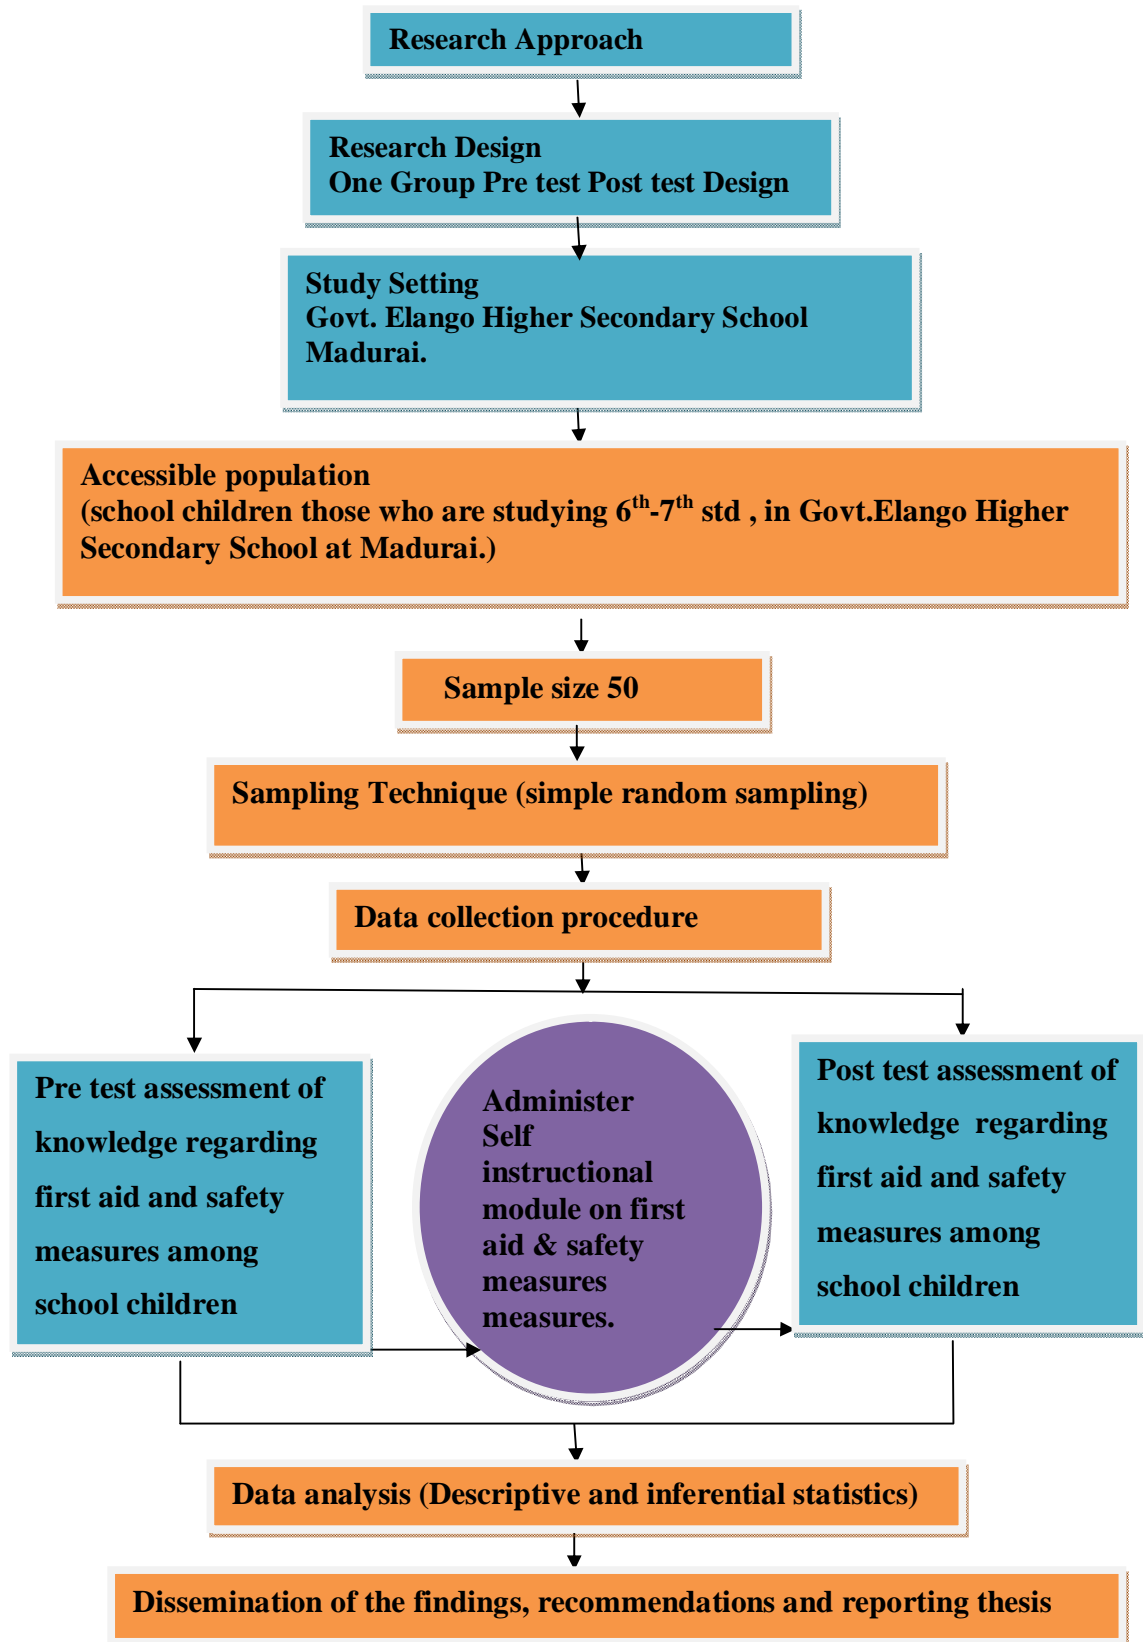 Research Approach
Research Design
One Group Pre test Post test Design
Study Setting
Govt. Elango Higher Secondary School
Madurai.
Accessible population
(school children those who are studying 6th-7th std , in Govt.Elango Higher
Secondary School at Madurai.)
Sample size 50
Sampling Technique (simple random sampling)
Data collection procedure
Pre test assessment of
knowledge regarding
first aid and safety
measures among
school children
Administer
Self
instructional
module on first
aid & safety
measures
measures.
Post test assessment of
knowledge regarding
first aid and safety
measures among
school children
Data analysis (Descriptive and inferential statistics)
Dissemination of the findings, recommendations and reporting thesis